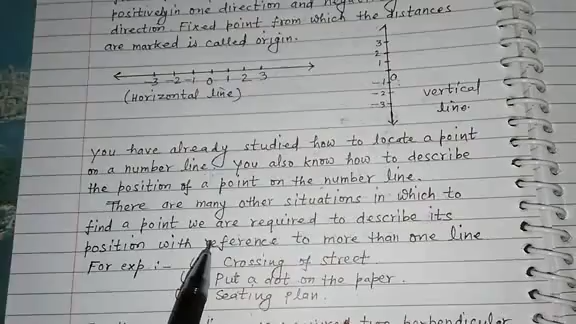 positively in one direction and
direction. Fixed point from which the distances
are marked is called origin.
-3 -2 -1 0 1 2 3
(Horizontal line)
3
2
1
0
-1
-2
-3
vertical
line.
You have already studied how to locate a point
on a number line. You also know how to describe
the position of a point on the number line.
There are many other situations in which to
find a point we are required to describe its
position with reference to more than one line
For exp :- Crossing of street
Put a dot on the paper.
Seating plan.